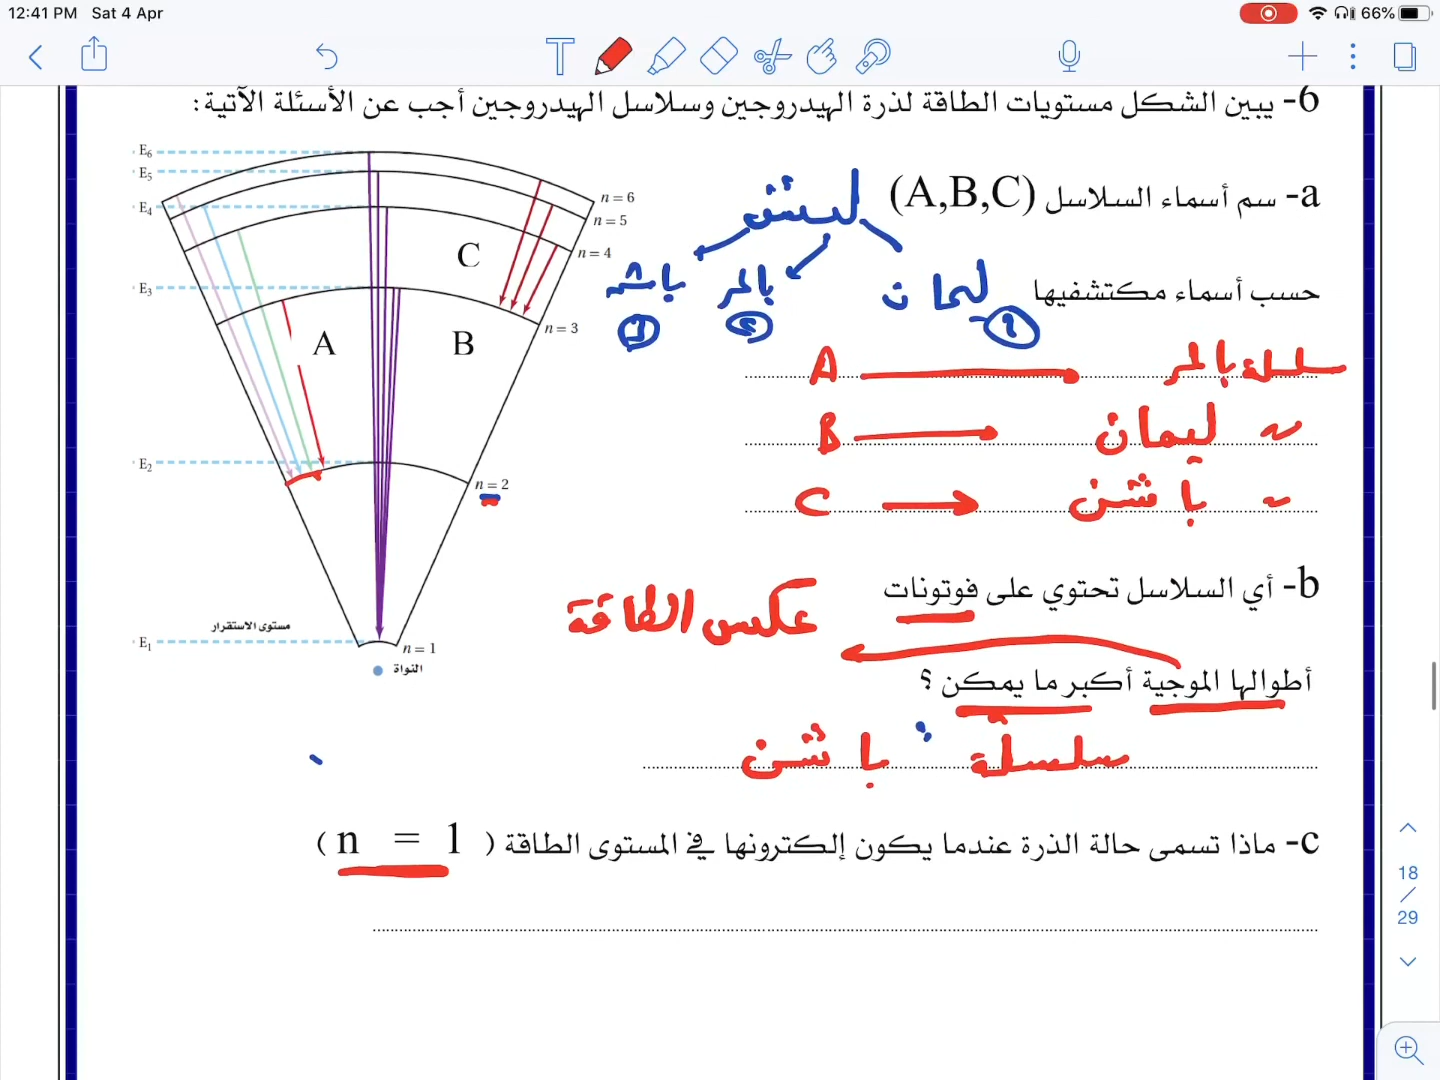 12:41 PM Sat 4 Apr
66%
6- يبين الشكل مستويات الطاقة لذرة الهيدروجين وسلاسل الهيدروجين أجب عن الأسئلة الآتية :
E₆
E₅
E₄
E₃
E₂
E₁
n = 6
n = 5
n = 4
n = 3
n = 2
n = 1
A
B
C
مستوى الاستقرار
النواة
a- سم أسماء السلاسل (A,B,C)
ليبش
حسب أسماء مكتشفيها
ليمان
بالمر
باشن
A سلسلة بالمر
B ~ ليمان
C ~ باشن
b- أي السلاسل تحتوي على فوتونات
عكس الطاقة
أطوالها الموجية أكبر ما يمكن ؟
سلسلة باشن
c- ماذا تسمى حالة الذرة عندما يكون إلكترونها في المستوى الطاقة ( n = 1 )
18
/
29